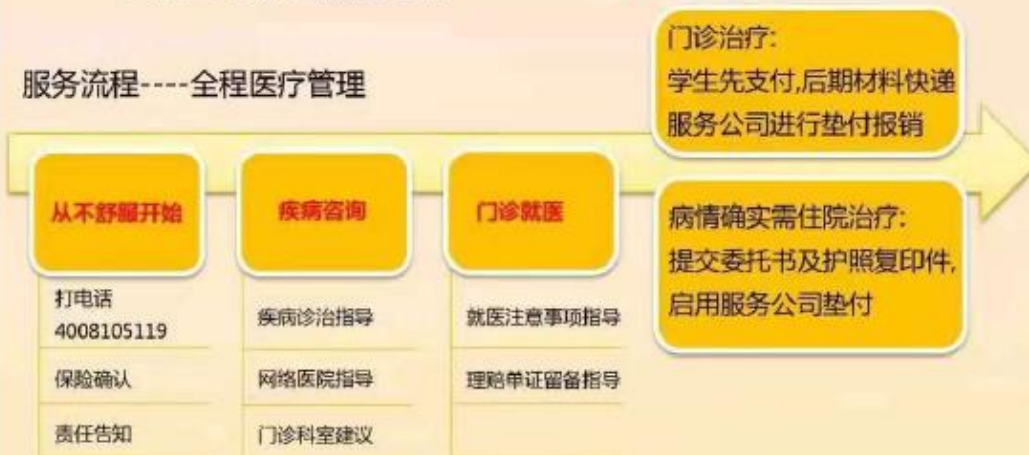 服务流程----全程医疗管理
从不舒服开始
打电话
4008105119
保险确认
责任告知
疾病咨询
疾病诊治指导
网络医院指导
门诊科室建议
门诊就医
就医注意事项指导
理赔单证留备指导
门诊治疗:
学生先支付,后期材料快递
服务公司进行垫付报销
病情确实需住院治疗:
提交委托书及护照复印件,
启用服务公司垫付